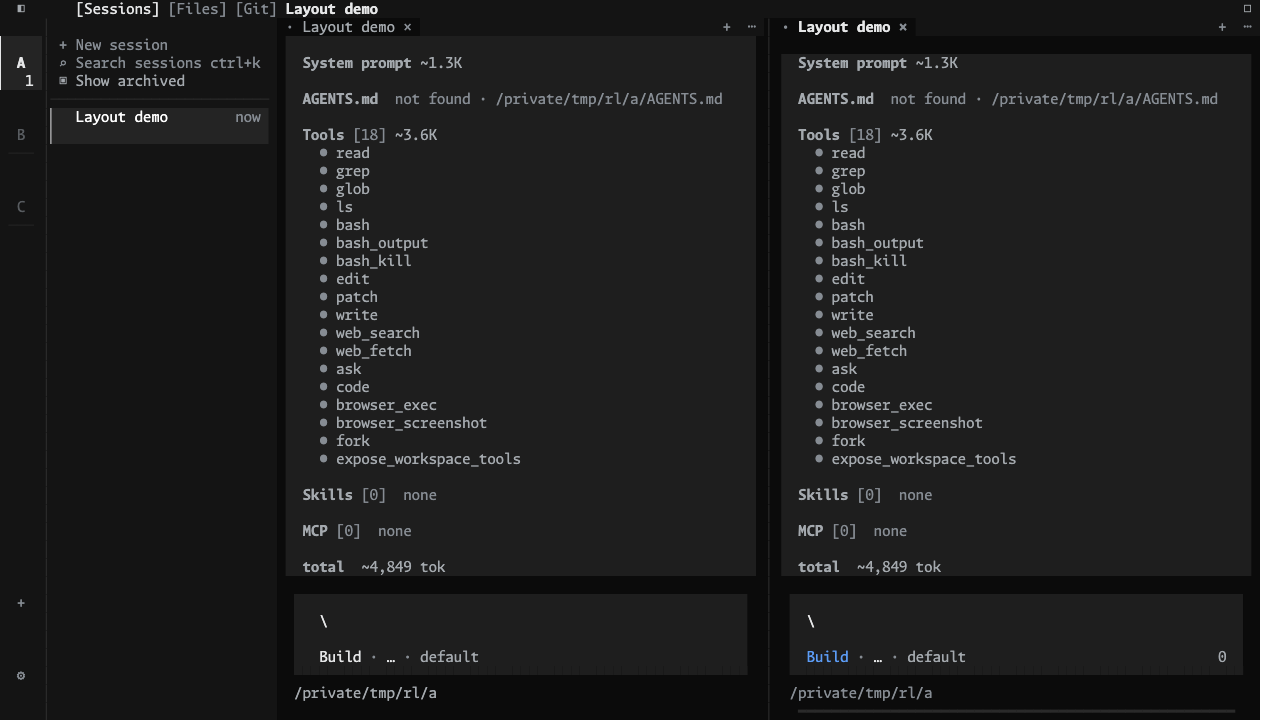 [Sessions] [Files] [Git] Layout demo
A
1
B
C
+
+ New session
Search sessions ctrl+k
Show archived
Layout demo now
· Layout demo × + ⋯
System prompt ~1.3K
AGENTS.md not found · /private/tmp/rl/a/AGENTS.md
Tools [18] ~3.6K
● read
● grep
● glob
● ls
● bash
● bash_output
● bash_kill
● edit
● patch
● write
● web_search
● web_fetch
● ask
● code
● browser_exec
● browser_screenshot
● fork
● expose_workspace_tools
Skills [0] none
MCP [0] none
total ~4,849 tok
\
Build · … · default
/private/tmp/rl/a
· Layout demo × + ⋯
System prompt ~1.3K
AGENTS.md not found · /private/tmp/rl/a/AGENTS.md
Tools [18] ~3.6K
● read
● grep
● glob
● ls
● bash
● bash_output
● bash_kill
● edit
● patch
● write
● web_search
● web_fetch
● ask
● code
● browser_exec
● browser_screenshot
● fork
● expose_workspace_tools
Skills [0] none
MCP [0] none
total ~4,849 tok
\
Build · … · default 0
/private/tmp/rl/a